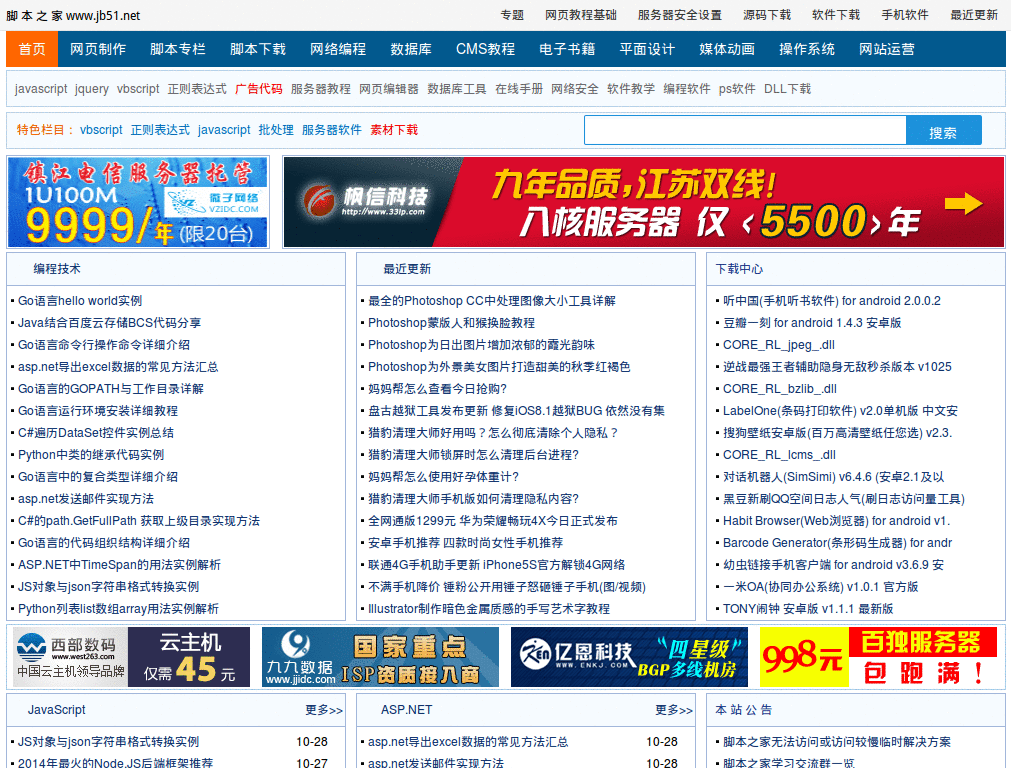 脚 本 之 家 www.jb51.net
专题 网页教程基础 服务器安全设置 源码下载 软件下载 手机软件 最近更新
首页 网页制作 脚本专栏 脚本下载 网络编程 数据库 CMS教程 电子书籍 平面设计 媒体动画 操作系统 网站运营
javascript jquery vbscript 正则表达式 广告代码 服务器教程 网页编辑器 数据库工具 在线手册 网络安全 软件教学 编程软件 ps软件 DLL下载
特色栏目： vbscript 正则表达式 javascript 批处理 服务器软件 素材下载 搜索
镇江电信服务器托管
1U100M
微子网络
VZIDC.COM
9999/年 (限20台)
枫信科技
http://www.33ip.com
九年品质,江苏双线!
八核服务器 仅〈5500〉年
编程技术
Go语言hello world实例
Java结合百度云存储BCS代码分享
Go语言命令行操作命令详细介绍
asp.net导出excel数据的常见方法汇总
Go语言的GOPATH与工作目录详解
Go语言运行环境安装详细教程
C#遍历DataSet控件实例总结
Python中类的继承代码实例
Go语言中的复合类型详细介绍
asp.net发送邮件实现方法
C#的path.GetFullPath 获取上级目录实现方法
Go语言的代码组织结构详细介绍
ASP.NET中TimeSpan的用法实例解析
JS对象与json字符串格式转换实例
Python列表list数组array用法实例解析
最近更新
最全的Photoshop CC中处理图像大小工具详解
Photoshop蒙版人和猴换脸教程
Photoshop为日出图片增加浓郁的霞光韵味
Photoshop为外景美女图片打造甜美的秋季红褐色
妈妈帮怎么查看今日抢购?
盘古越狱工具发布更新 修复iOS8.1越狱BUG 依然没有集
猎豹清理大师好用吗？怎么彻底清除个人隐私？
猎豹清理大师锁屏时怎么清理后台进程?
妈妈帮怎么使用好孕体重计?
猎豹清理大师手机版如何清理隐私内容?
全网通版1299元 华为荣耀畅玩4X今日正式发布
安卓手机推荐 四款时尚女性手机推荐
联通4G手机助手更新 iPhone5S官方解锁4G网络
不满手机降价 锤粉公开用锤子怒砸锤子手机(图/视频)
Illustrator制作暗色金属质感的手写艺术字教程
下载中心
听中国(手机听书软件) for android 2.0.0.2
豆瓣一刻 for android 1.4.3 安卓版
CORE_RL_jpeg_.dll
逆战最强王者辅助隐身无敌秒杀版本 v1025
CORE_RL_bzlib_.dll
LabelOne(条码打印软件) v2.0单机版 中文安
搜狗壁纸安卓版(百万高清壁纸任您选) v2.3.
CORE_RL_lcms_.dll
对话机器人(SimSimi) v6.4.6 (安卓2.1及以
黑豆新刷QQ空间日志人气(刷日志访问量工具)
Habit Browser(Web浏览器) for android v1.
Barcode Generator(条形码生成器) for andr
幼虫链接手机客户端 for android v3.6.9 安
一米OA(协同办公系统) v1.0.1 官方版
TONY闹钟 安卓版 v1.1.1 最新版
西部数码
www.west263.com
中国云主机领导品牌
云主机
仅需45元
九九数据
www.jjidc.com
国家重点
ISP资质接入商
Zen 亿恩科技
WWW.ENKJ.COM
"四星级"
BGP多线机房
998元
百独服务器
包 跑 满 ！
JavaScript 更多>>
JS对象与json字符串格式转换实例 10-28
2014年最火的Node.JS后端框架推荐 10-27
ASP.NET 更多>>
asp.net导出excel数据的常见方法汇总 10-28
asp.net发送邮件实现方法 10-28
本 站 公 告
脚本之家无法访问或访问较慢临时解决方案
脚本之家学习交流群一览